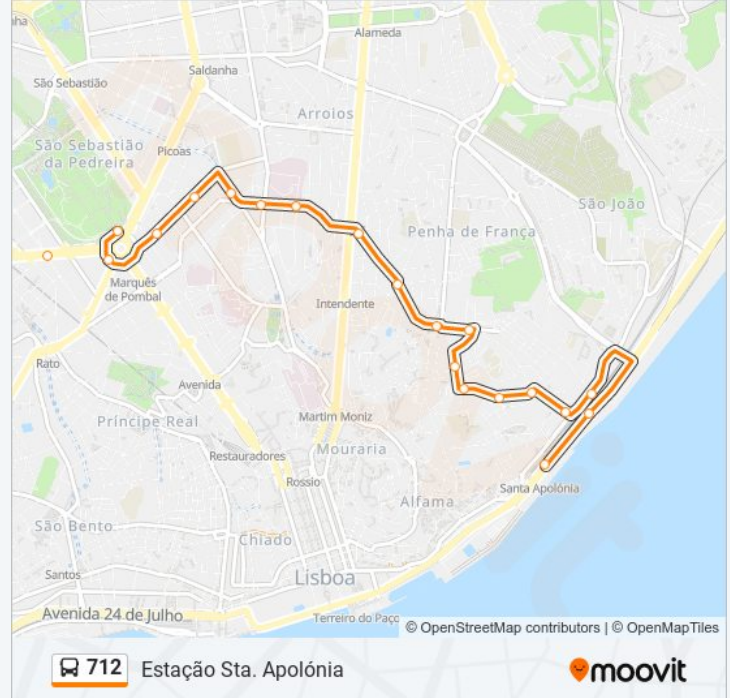 nha
Alameda
Saldanha
São Sebastião
Arroios
São Sebastião
da Pedreira
Picoas
São João
Penha de França
Marquês
de Pombal
Intendente
Rato
Avenida
Príncipe Real
Martim Moniz
Mouraria
Restauradores
Rossio
Santa Apolónia
Alfama
São Bento
Chiado
Santos
Lisboa
Avenida 24 de Julho
Terreiro do Paço
© OpenStreetMap contributors | © OpenMapTiles
712 Estação Sta. Apolónia
moovit